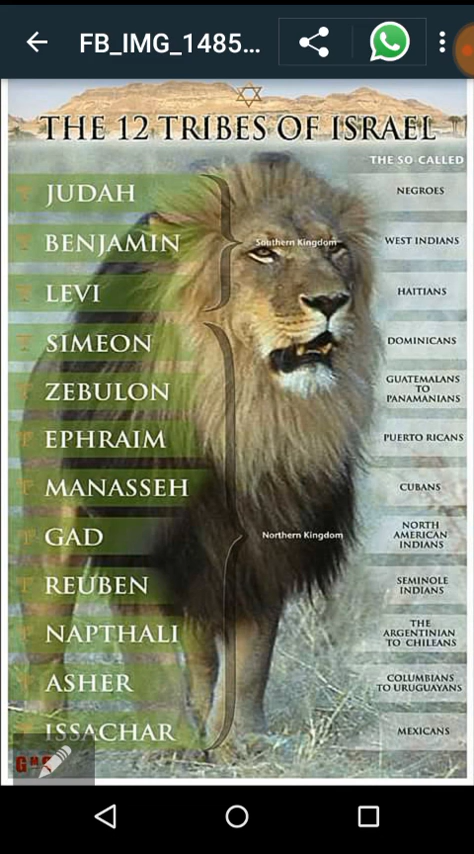 FB_IMG_1485...
THE 12 TRIBES OF ISRAEL
THE SO-CALLED
JUDAH
NEGROES
BENJAMIN
Southern Kingdom
WEST INDIANS
LEVI
HAITIANS
SIMEON
DOMINICANS
ZEBULON
GUATEMALANS
TO
PANAMANIANS
EPHRAIM
PUERTO RICANS
MANASSEH
CUBANS
GAD
Northern Kingdom
NORTH
AMERICAN
INDIANS
REUBEN
SEMINOLE
INDIANS
NAPTHALI
THE
ARGENTINIAN
TO CHILEANS
ASHER
COLUMBIANS
TO URUGUAYANS
ISSACHAR
MEXICANS